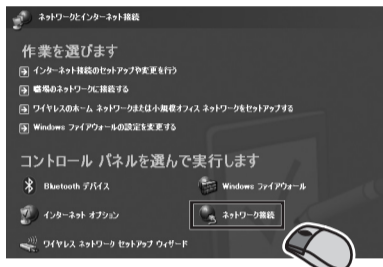 ネットワークとインターネット接続
作業を選びます
インターネット接続のセットアップや変更を行う
職場のネットワークに接続する
ワイヤレスのホーム ネットワークまたは小規模オフィス ネットワークをセットアップする
Windows ファイアウォールの設定を変更する
コントロール パネルを選んで実行します
Bluetooth デバイス
Windows ファイアウォール
インターネット オプション
ネットワーク接続
ワイヤレス ネットワーク セットアップ ウィザード